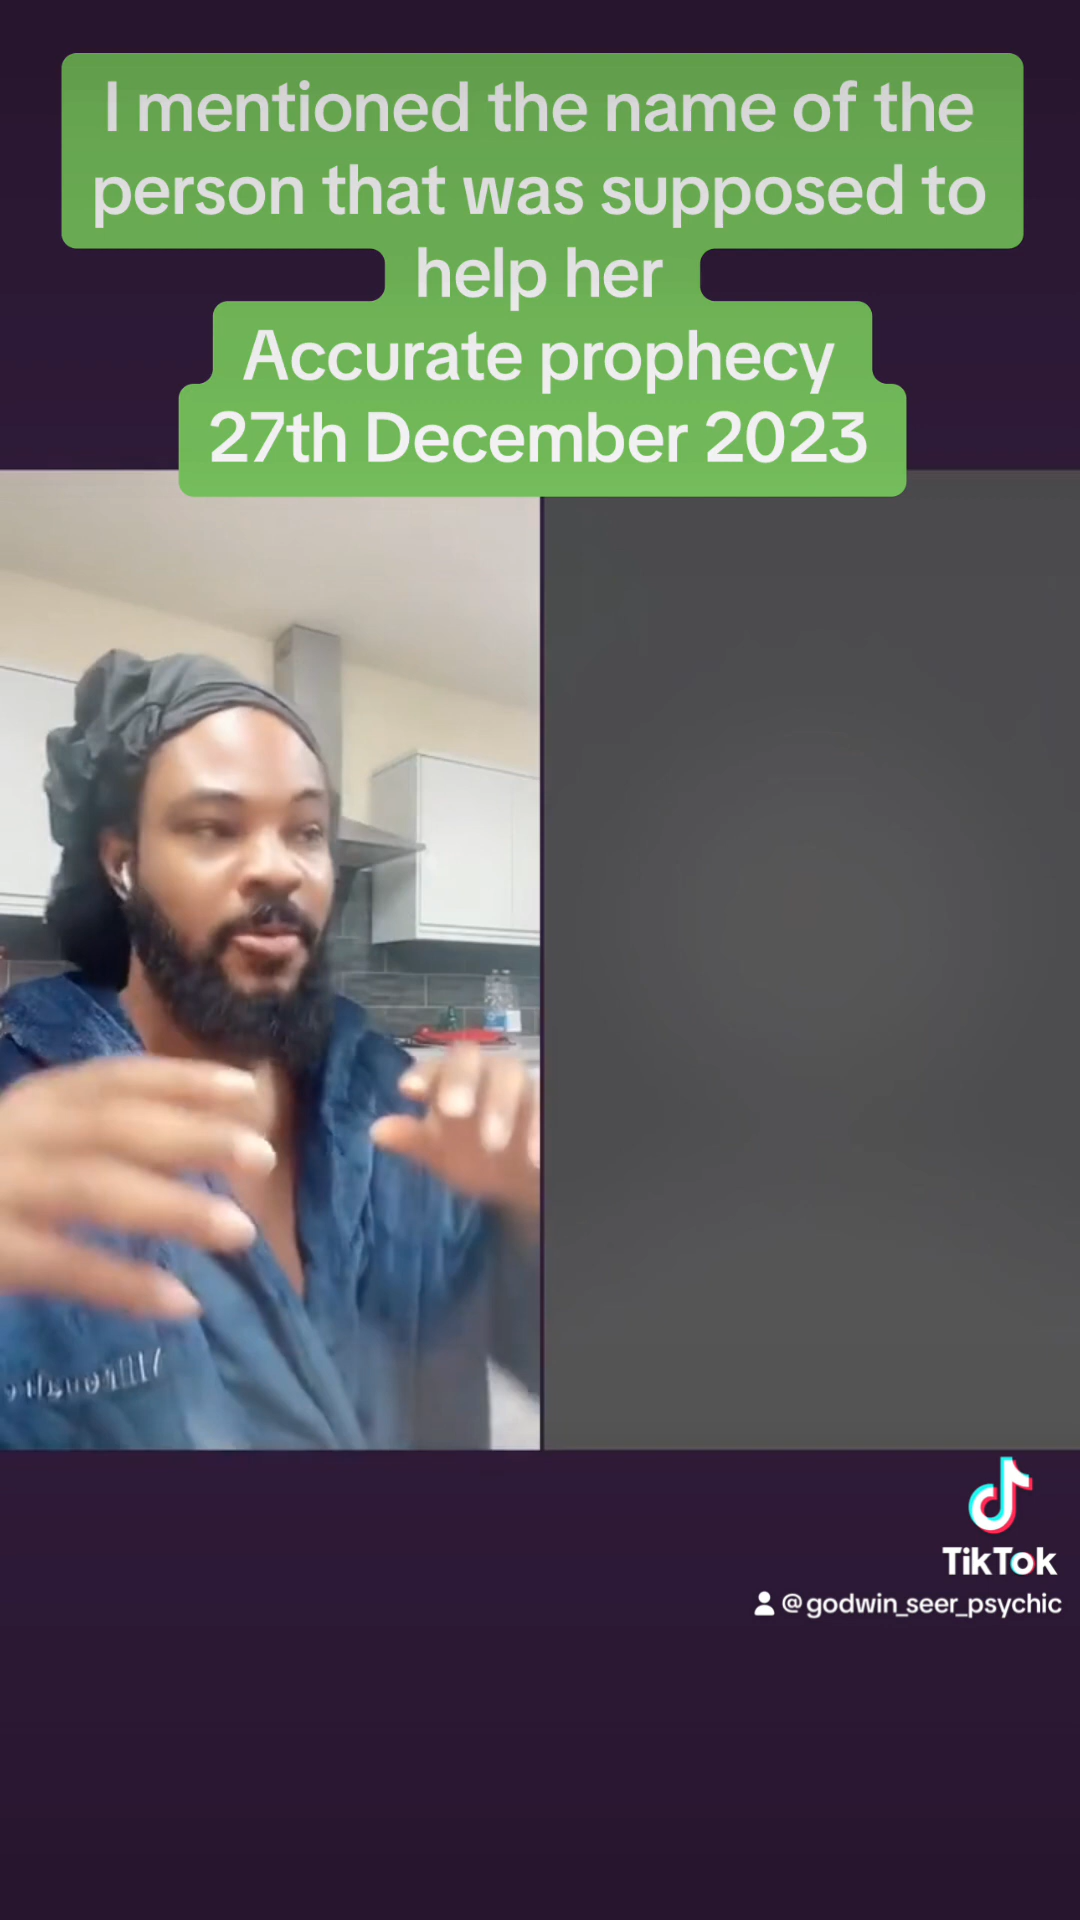 I mentioned the name of the
person that was supposed to
help her
Accurate prophecy
27th December 2023
TikTok
@godwin_seer_psychic